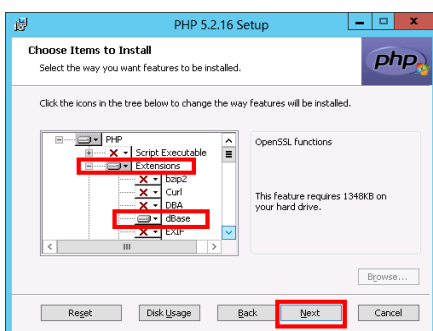 PHP 5.2.16 Setup
Choose Items to Install
Select the way you want features to be installed.
php
Click the icons in the tree below to change the way features will be installed.
PHP
Script Executable
Extensions
bzip2
Curl
DBA
dBase
EXIF
OpenSSL functions
This feature requires 1348KB on
your hard drive.
Browse...
Reset
Disk Usage
Back
Next
Cancel